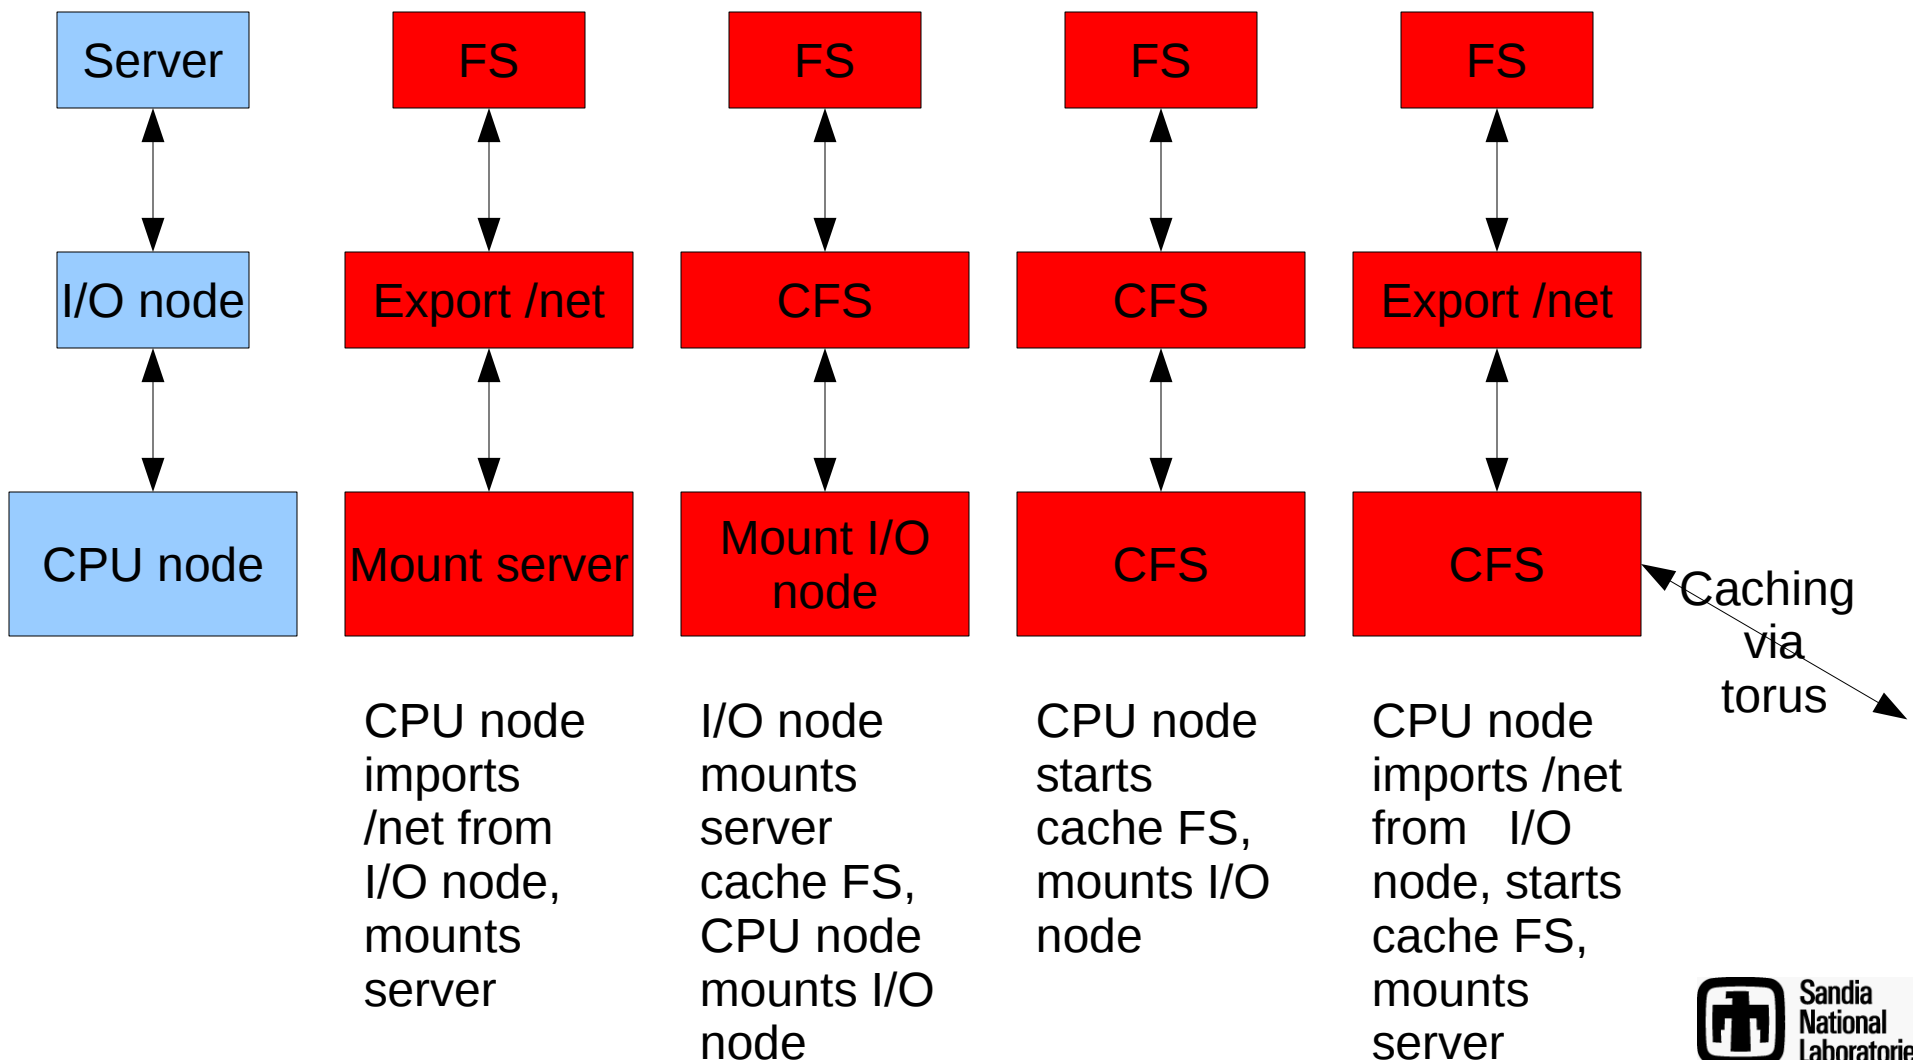 Server
FS
FS
FS
FS
I/O node
Export /net
CFS
CFS
Export /net
CPU node
Mount server
Mount I/O
node
CFS
CFS
Caching
via
torus
CPU node
imports
/net from
I/O node,
mounts
server
I/O node
mounts
server
cache FS,
CPU node
mounts I/O
node
CPU node
starts
cache FS,
mounts I/O
node
CPU node
imports /net
from I/O
node, starts
cache FS,
mounts
server
Sandia
National
Laboratorie